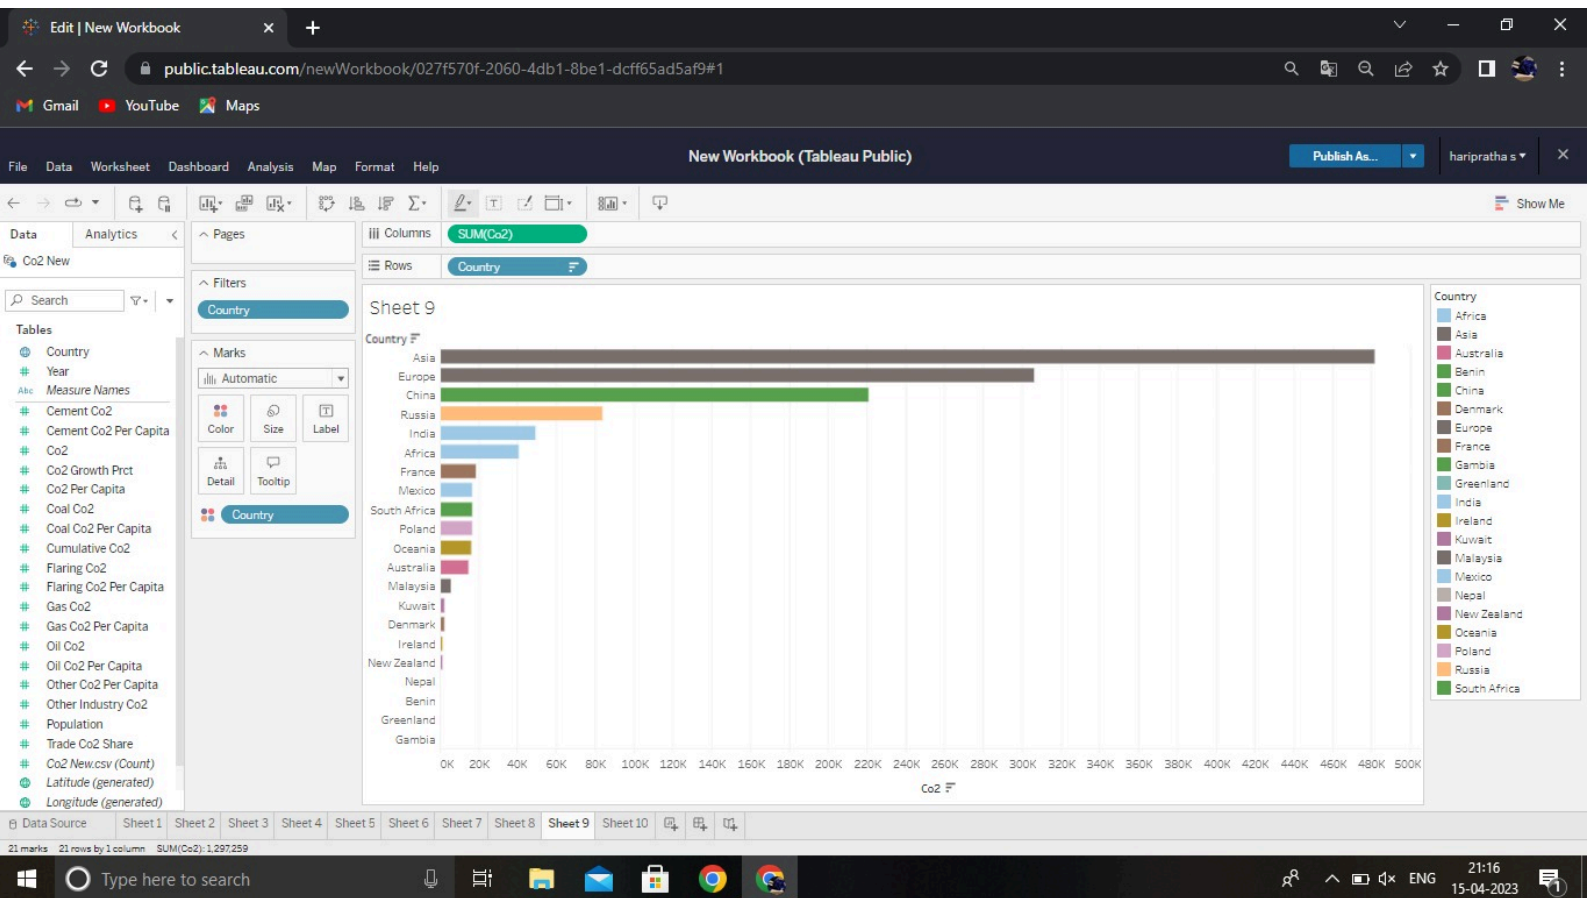 Edit | New Workbook
public.tableau.com/newWorkbook/027f570f-2060-4db1-8be1-dcff65ad5af9#1
Gmail YouTube Maps
New Workbook (Tableau Public)
Publish As...
haripratha s
File Data Worksheet Dashboard Analysis Map Format Help
Show Me
Data Analytics
Pages
Columns SUM(Co2)
Co2 New
Rows Country
Filters
Country
Search
Tables
Country
Year
Abc Measure Names
Cement Co2
Cement Co2 Per Capita
Co2
Co2 Growth Prct
Co2 Per Capita
Coal Co2
Coal Co2 Per Capita
Cumulative Co2
Flaring Co2
Flaring Co2 Per Capita
Gas Co2
Gas Co2 Per Capita
Oil Co2
Oil Co2 Per Capita
Other Co2 Per Capita
Other Industry Co2
Population
Trade Co2 Share
Co2 New.csv (Count)
Latitude (generated)
Longitude (generated)
Marks
Automatic
Color Size Label
Detail Tooltip
Country
Sheet 9
Country
Asia
Europe
China
Russia
India
Africa
France
Mexico
South Africa
Poland
Oceania
Australia
Malaysia
Kuwait
Denmark
Ireland
New Zealand
Nepal
Benin
Greenland
Gambia
0K 20K 40K 60K 80K 100K 120K 140K 160K 180K 200K 220K 240K 260K 280K 300K 320K 340K 360K 380K 400K 420K 440K 460K 480K 500K
Co2
Country
Africa
Asia
Australia
Benin
China
Denmark
Europe
France
Gambia
Greenland
India
Ireland
Kuwait
Malaysia
Mexico
Nepal
New Zealand
Oceania
Poland
Russia
South Africa
Data Source Sheet 1 Sheet 2 Sheet 3 Sheet 4 Sheet 5 Sheet 6 Sheet 7 Sheet 8 Sheet 9 Sheet 10
21 marks 21 rows by 1 column SUM(Co2): 1,297,259
Type here to search
ENG
21:16
15-04-2023
1